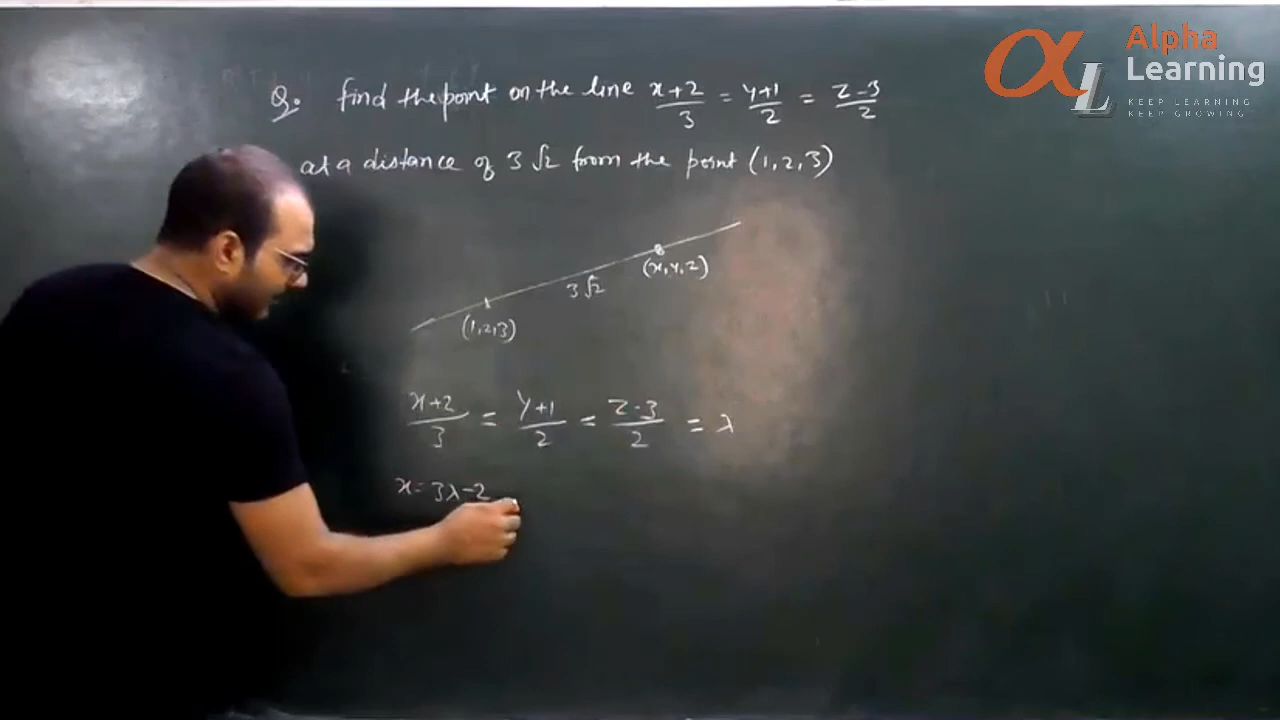 Alpha
Learning
KEEP LEARNING
KEEP GROWING
Q. find the point on the line x+2/3 = y+1/2 = z-3/2
at a distance of 3√2 from the point (1,2,3)
(x,y,z)
3√2
(1,2,3)
x+2/3 = y+1/2 = z-3/2 = λ
x = 3λ-2